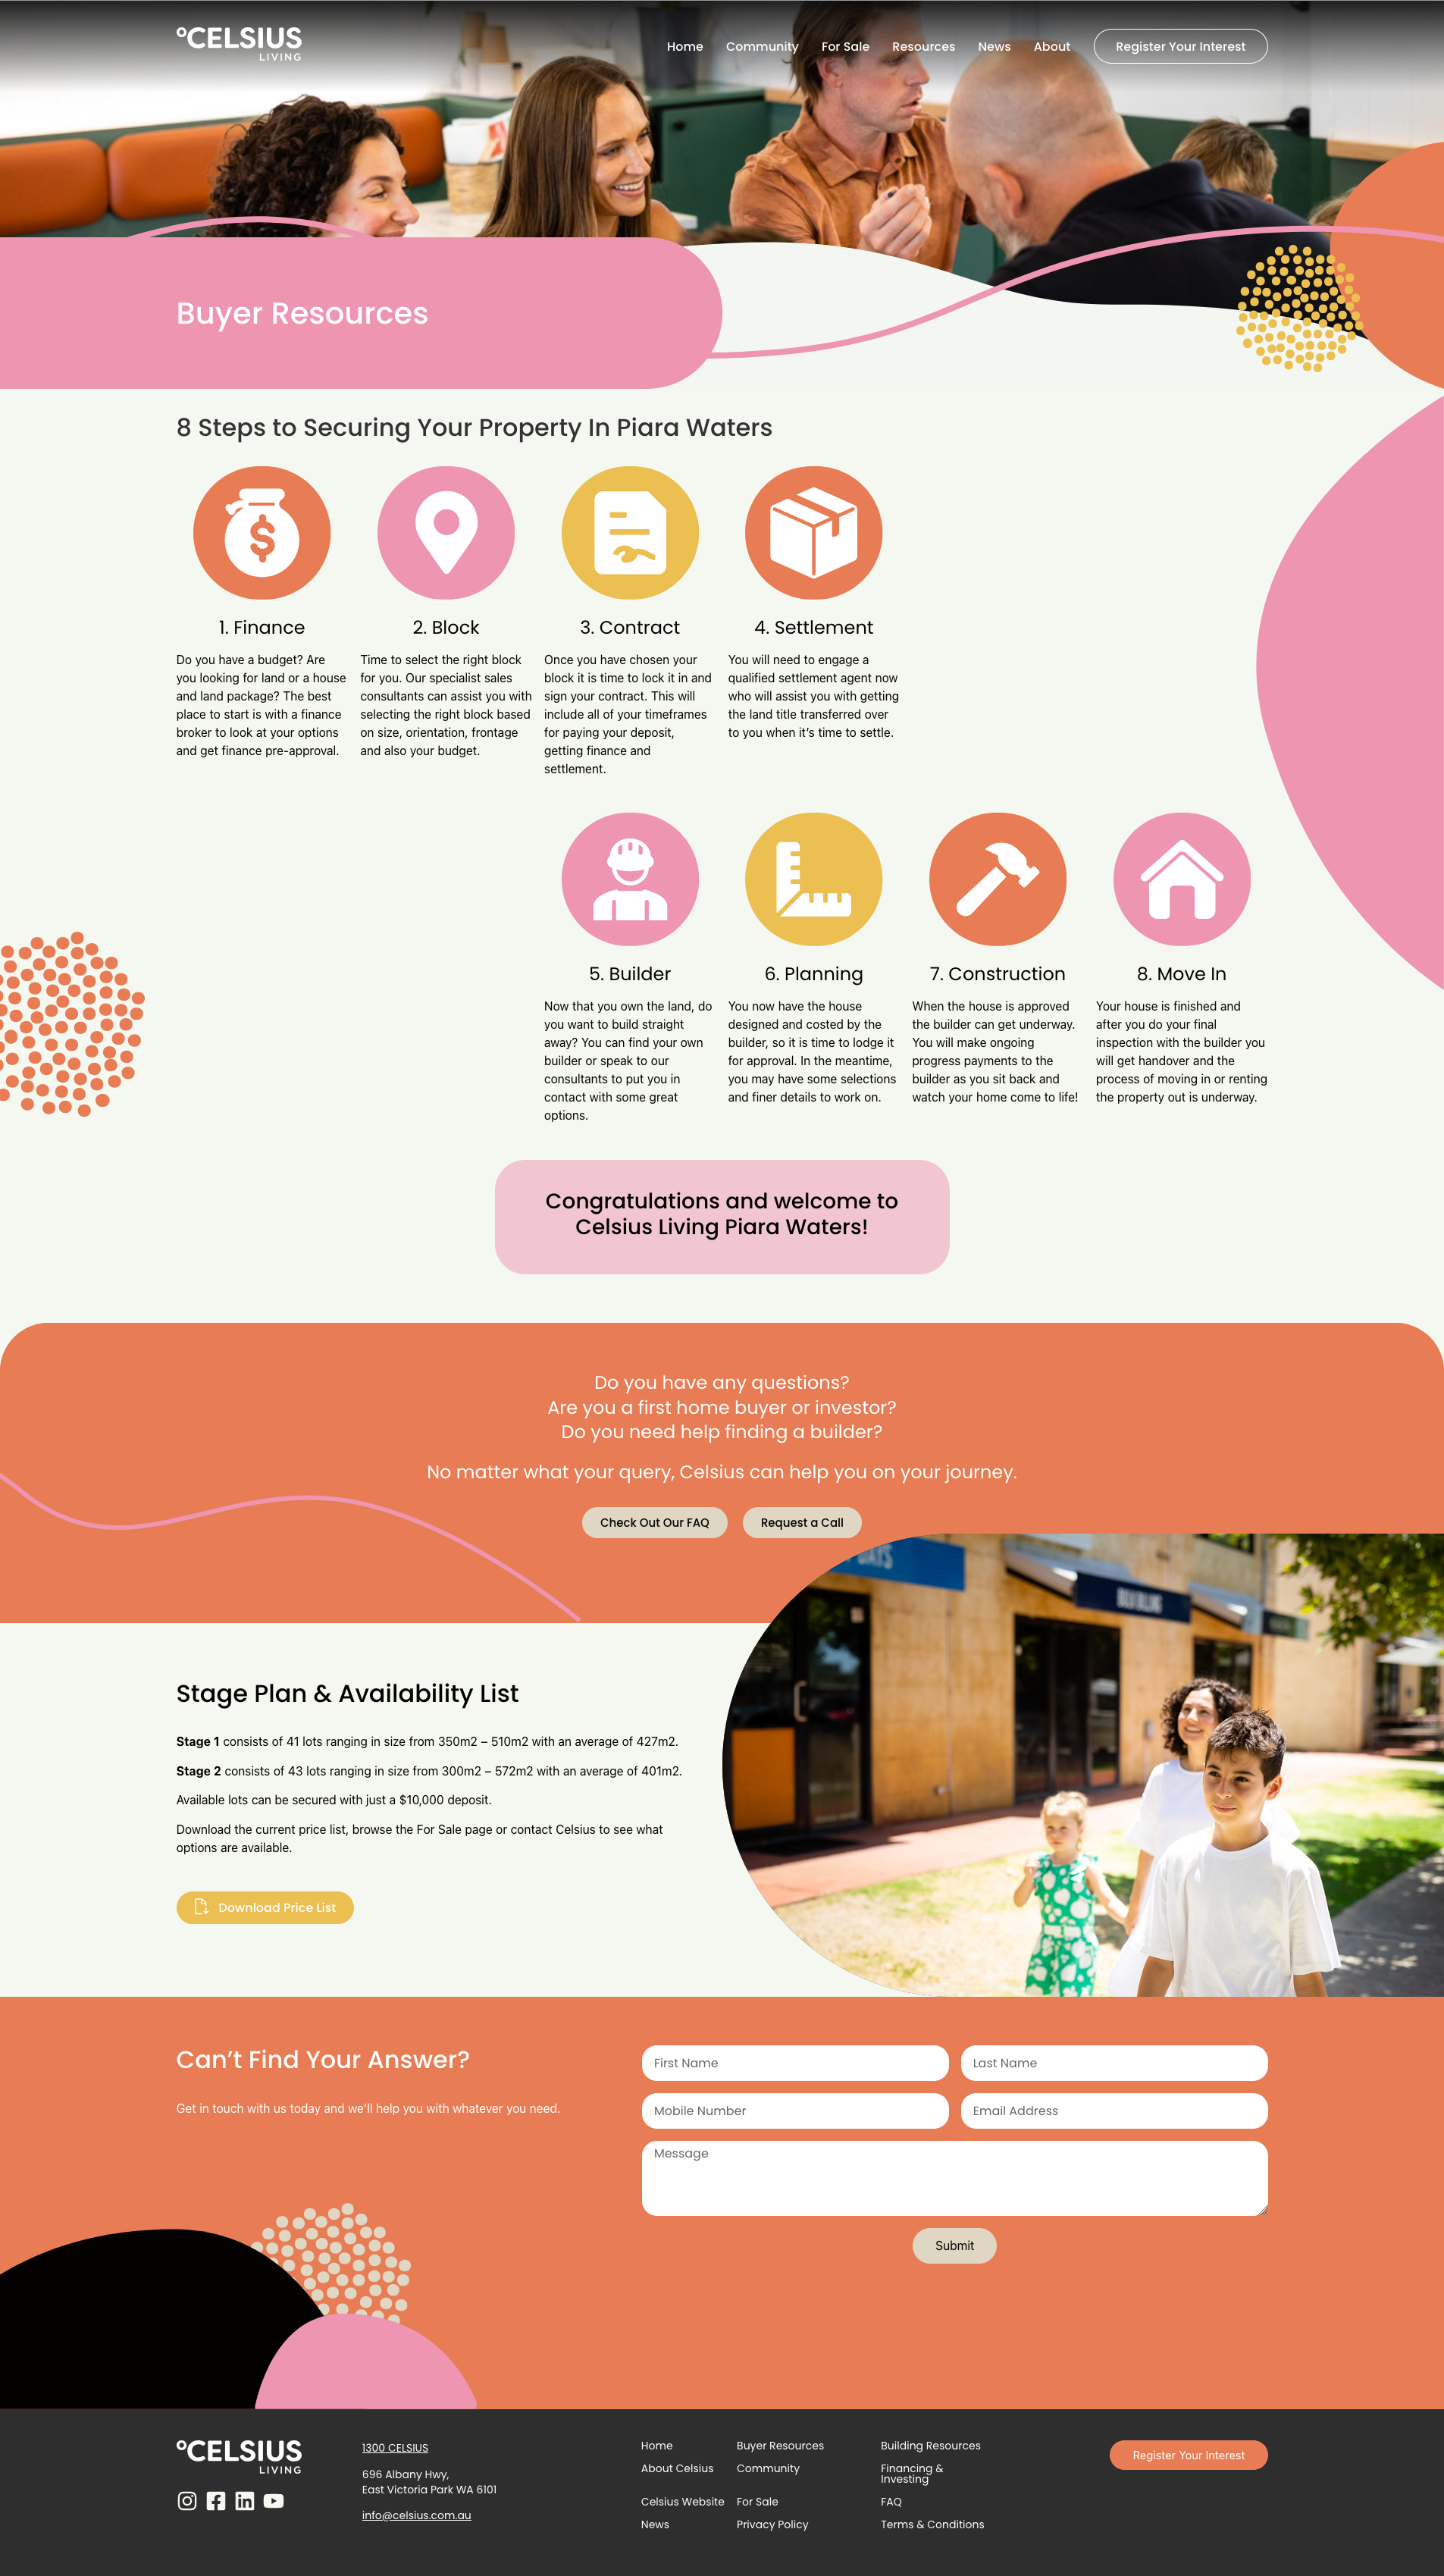 °CELSIUS
LIVING
Home Community For Sale Resources News About Register Your Interest
Buyer Resources
8 Steps to Securing Your Property In Piara Waters
1. Finance
Do you have a budget? Are
you looking for land or a house
and land package? The best
place to start is with a finance
broker to look at your options
and get finance pre-approval.
2. Block
Time to select the right block
for you. Our specialist sales
consultants can assist you with
selecting the right block based
on size, orientation, frontage
and also your budget.
3. Contract
Once you have chosen your
block it is time to lock it in and
sign your contract. This will
include all of your timeframes
for paying your deposit,
getting finance and
settlement.
4. Settlement
You will need to engage a
qualified settlement agent now
who will assist you with getting
the land title transferred over
to you when it's time to settle.
5. Builder
Now that you own the land, do
you want to build straight
away? You can find your own
builder or speak to our
consultants to put you in
contact with some great
options.
6. Planning
You now have the house
designed and costed by the
builder, so it is time to lodge it
for approval. In the meantime,
you may have some selections
and finer details to work on.
7. Construction
When the house is approved
the builder can get underway.
You will make ongoing
progress payments to the
builder as you sit back and
watch your home come to life!
8. Move In
Your house is finished and
after you do your final
inspection with the builder you
will get handover and the
process of moving in or renting
the property out is underway.
Congratulations and welcome to
Celsius Living Piara Waters!
Do you have any questions?
Are you a first home buyer or investor?
Do you need help finding a builder?
No matter what your query, Celsius can help you on your journey.
Check Out Our FAQ Request a Call
Stage Plan & Availability List
Stage 1 consists of 41 lots ranging in size from 350m2 – 510m2 with an average of 427m2.
Stage 2 consists of 43 lots ranging in size from 300m2 – 572m2 with an average of 401m2.
Available lots can be secured with just a $10,000 deposit.
Download the current price list, browse the For Sale page or contact Celsius to see what
options are available.
Download Price List
Can't Find Your Answer?
Get in touch with us today and we'll help you with whatever you need.
First Name Last Name
Mobile Number Email Address
Message
Submit
°CELSIUS
LIVING
1300 CELSIUS
696 Albany Hwy,
East Victoria Park WA 6101
info@celsius.com.au
Home Buyer Resources Building Resources
About Celsius Community Financing &
Investing
Celsius Website For Sale FAQ
News Privacy Policy Terms & Conditions
Register Your Interest